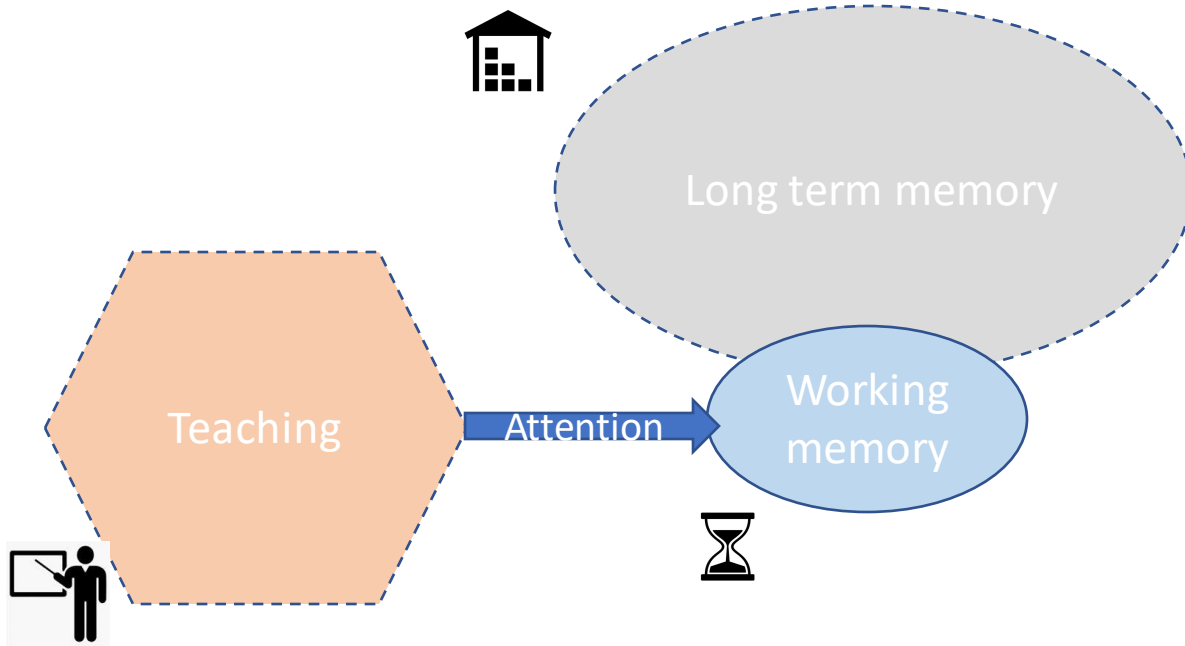 Long term memory
Teaching
Attention
Working
memory